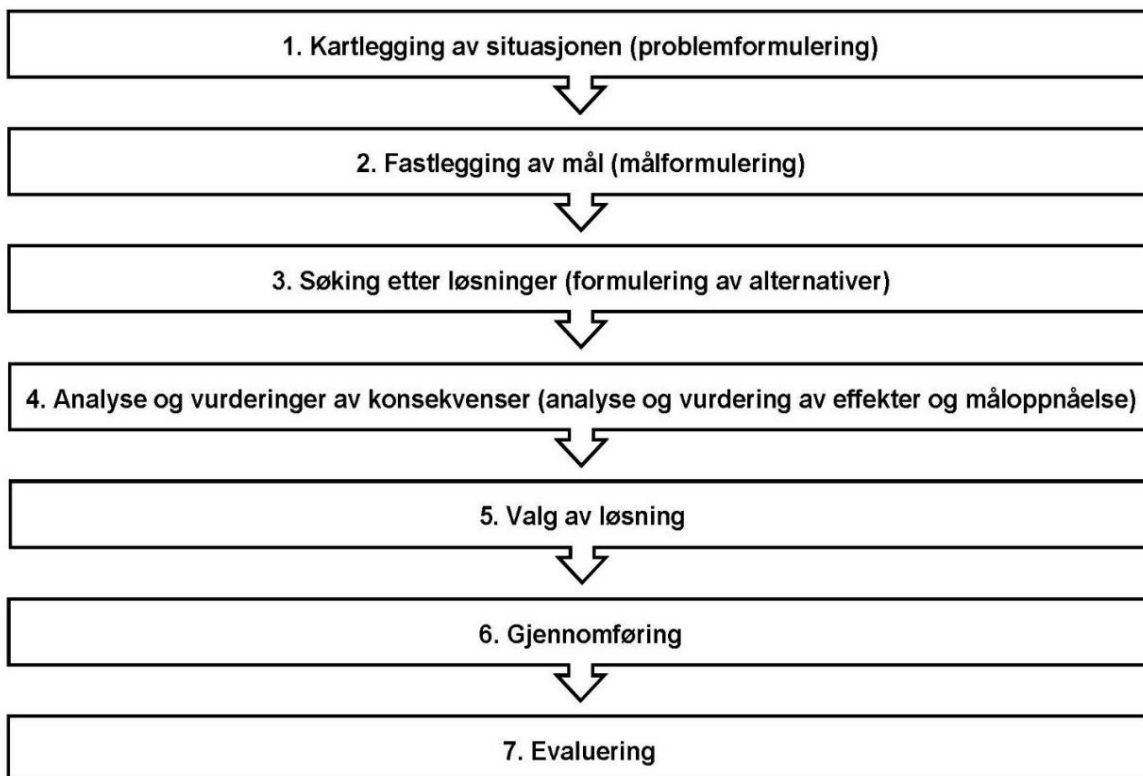 1. Kartlegging av situasjonen (problemformulering)
2. Fastlegging av mål (målformulering)
3. Søking etter løsninger (formulering av alternativer)
4. Analyse og vurderinger av konsekvenser (analyse og vurdering av effekter og måloppnåelse)
5. Valg av løsning
6. Gjennomføring
7. Evaluering